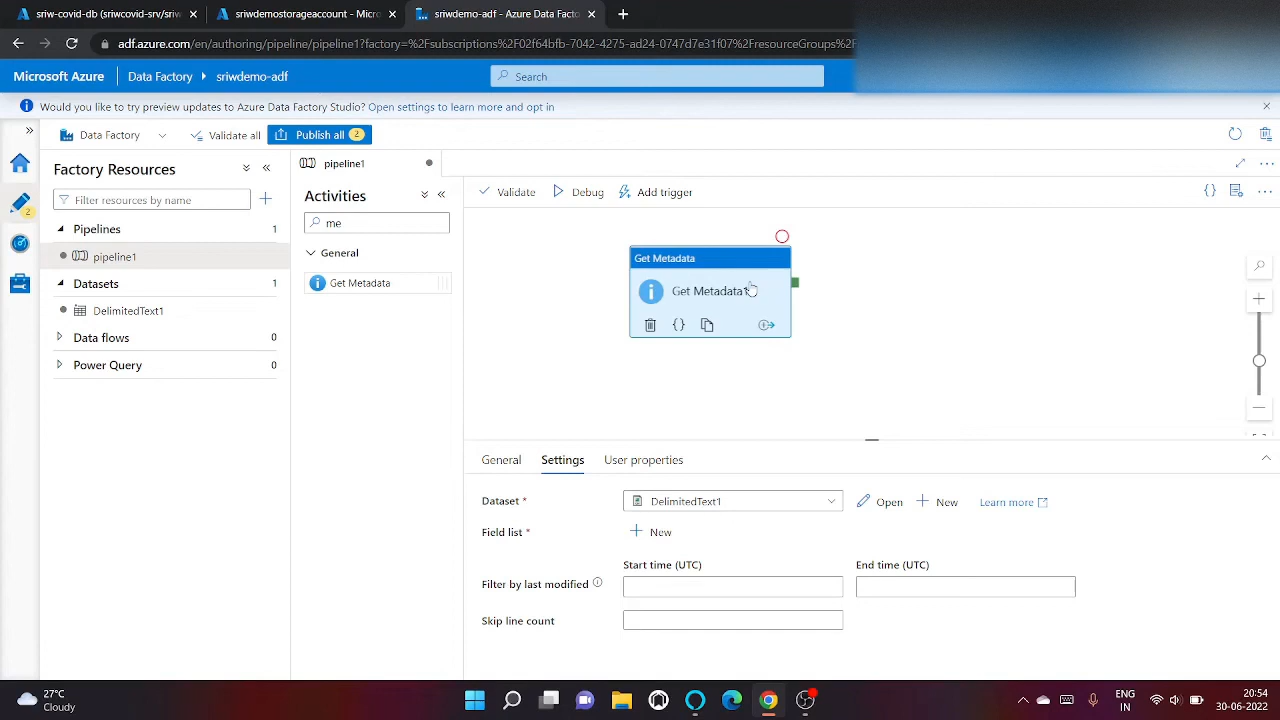 sriw-covid-db (sriwcovid-srv/sriw
sriwdemostorageaccount - Micros
sriwdemo-adf - Azure Data Facto
adf.azure.com/en/authoring/pipeline/pipeline1?factory=%2Fsubscriptions%2F02f64bfb-7042-4275-ad24-0747d7e31f07%2FresourceGroups%2F
Microsoft Azure
Data Factory
sriwdemo-adf
Search
Would you like to try preview updates to Azure Data Factory Studio? Open settings to learn more and opt in
Data Factory
Validate all
Publish all 2
Factory Resources
Filter resources by name
Pipelines 1
pipeline1
Datasets 1
DelimitedText1
Data flows 0
Power Query 0
2
pipeline1
Activities
me
General
Get Metadata
Validate
Debug
Add trigger
Get Metadata
Get Metadata1
General
Settings
User properties
Dataset *
DelimitedText1
Open
New
Learn more
Field list *
New
Start time (UTC)
End time (UTC)
Filter by last modified
Skip line count
27°C
Cloudy
ENG
IN
20:54
30-06-2022